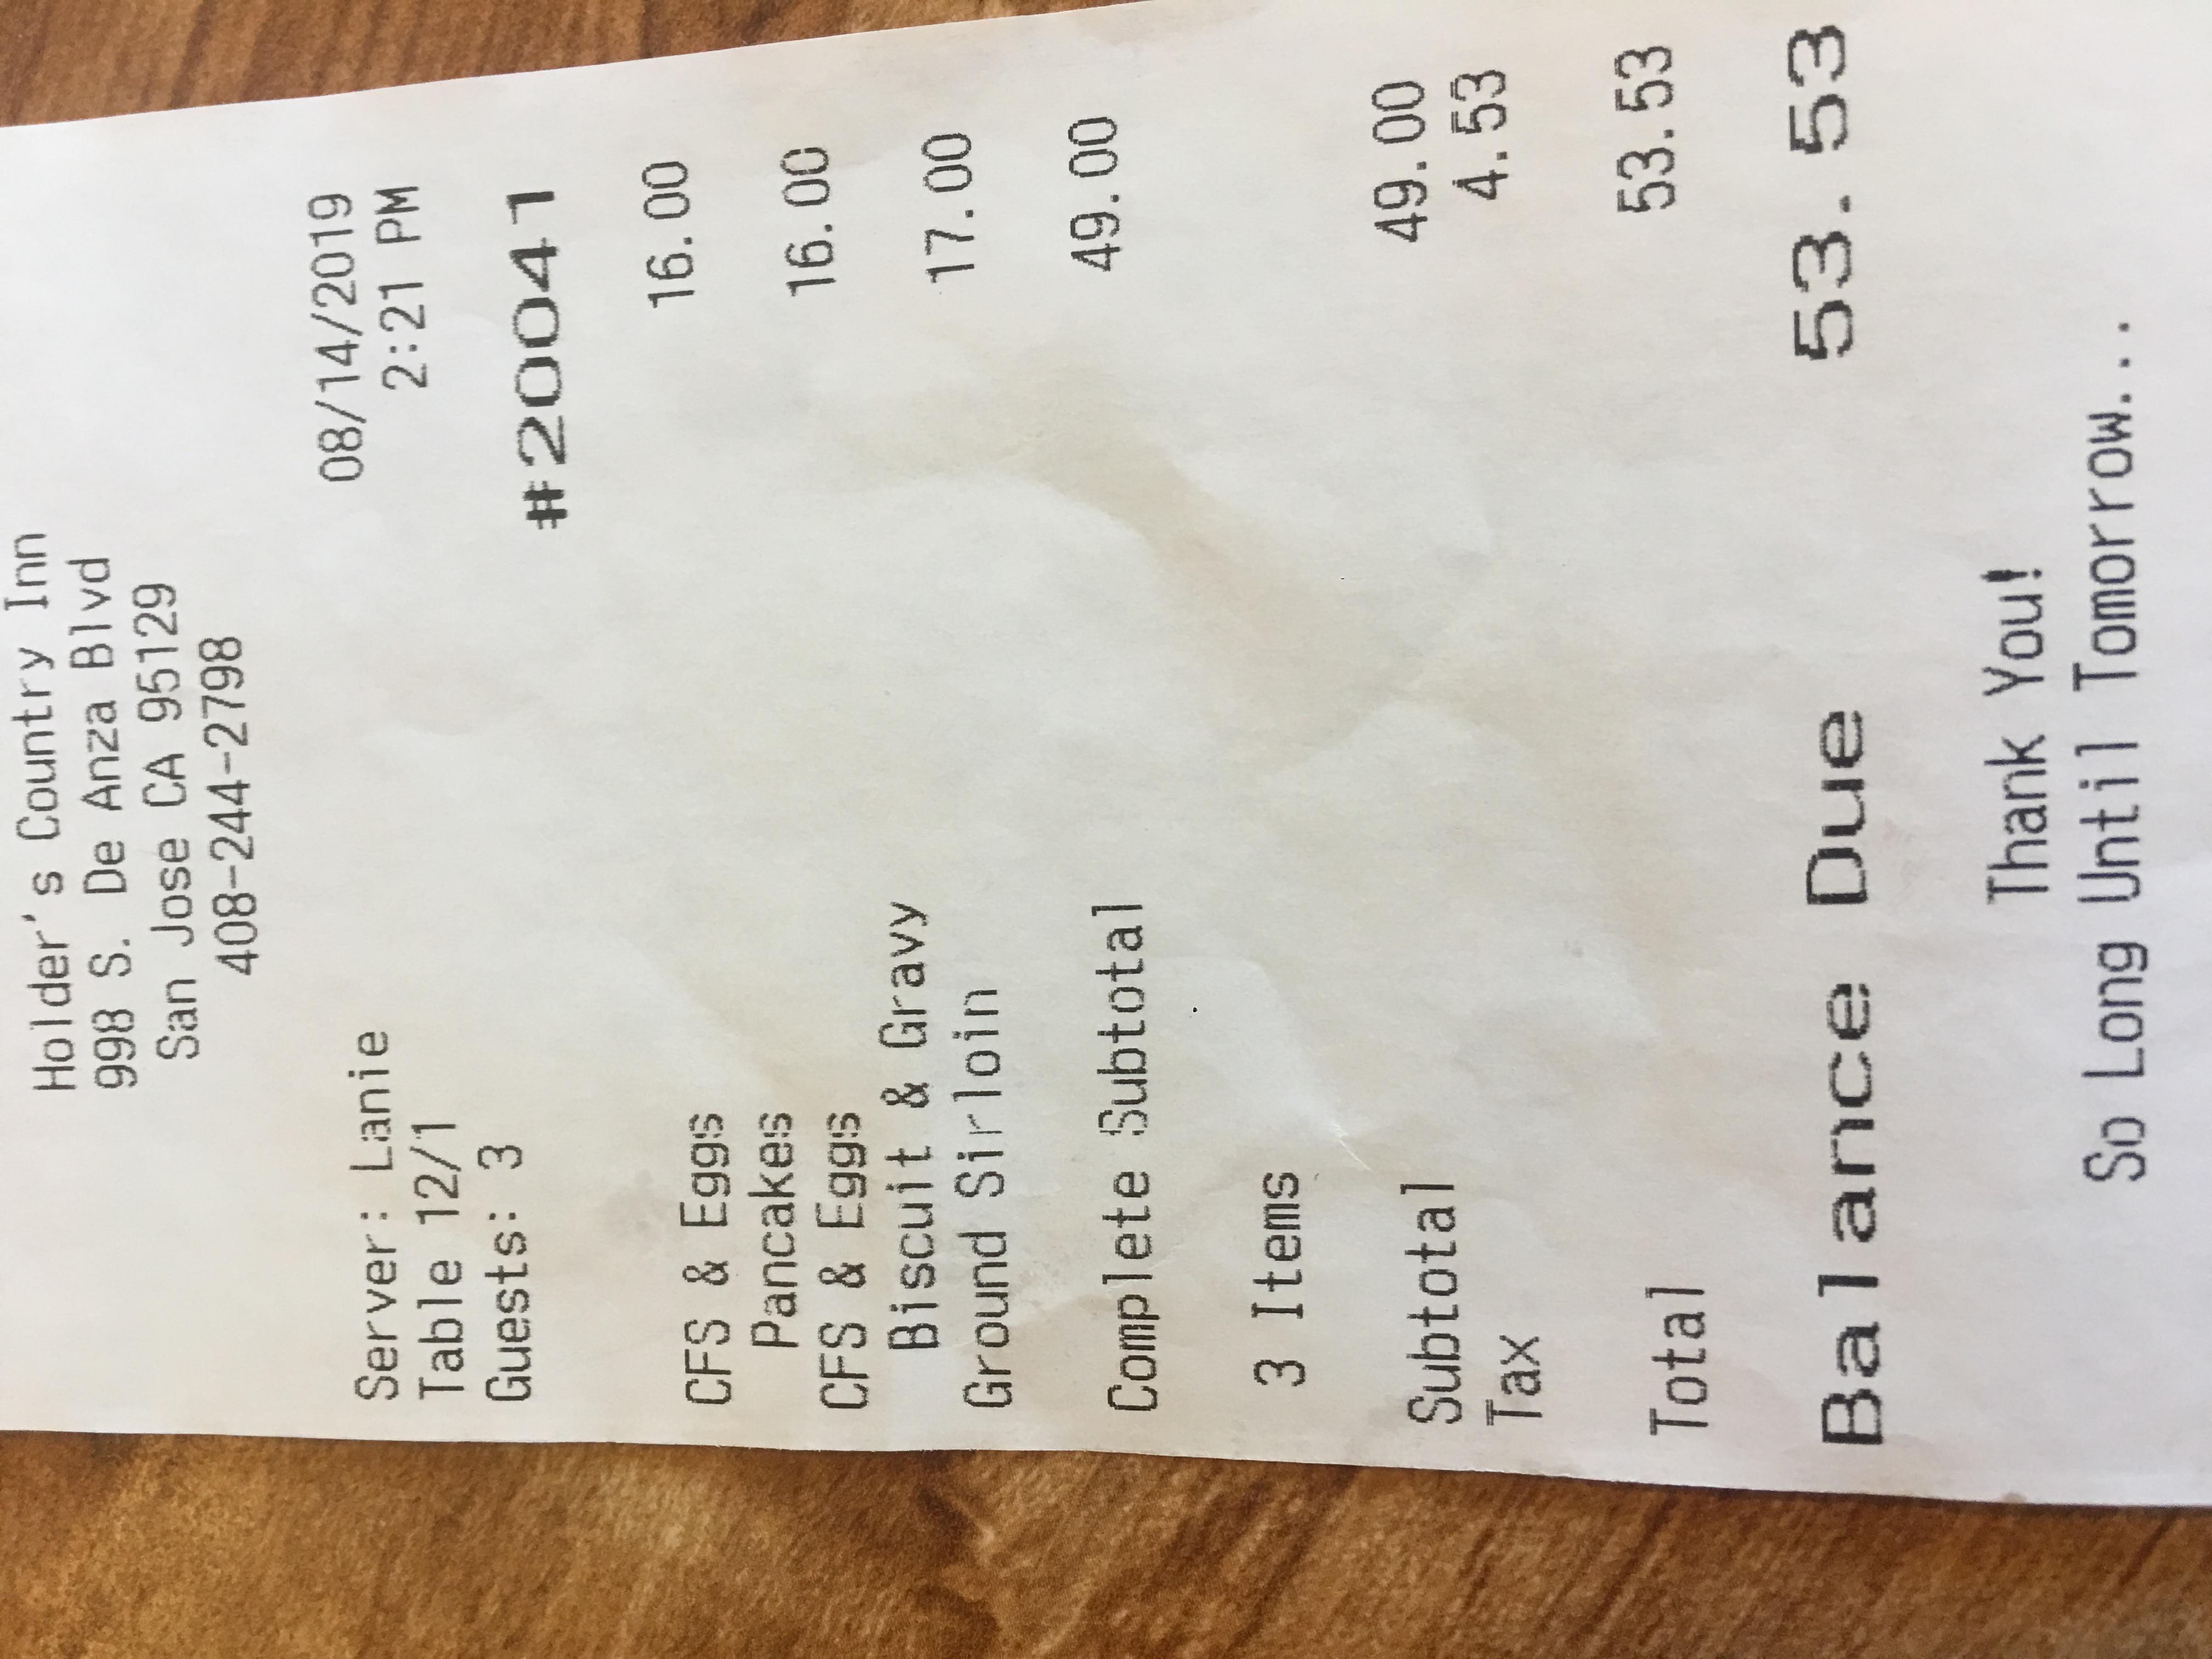 Holder's Country Inn
998 S. De Anza Blvd
San Jose CA 95129
408-244-2798
Server: Lanie 08/14/2019
Table 12/1 2:21 PM
Guests: 3
#20041
CFS & Eggs 16.00
Pancakes
CFS & Eggs 16.00
Biscuit & Gravy
Ground Sirloin 17.00
Complete Subtotal 49.00
3 Items
Subtotal 49.00
Tax 4.53
Total 53.53
Balance Due 53.53
Thank You!
So Long Until Tomorrow...